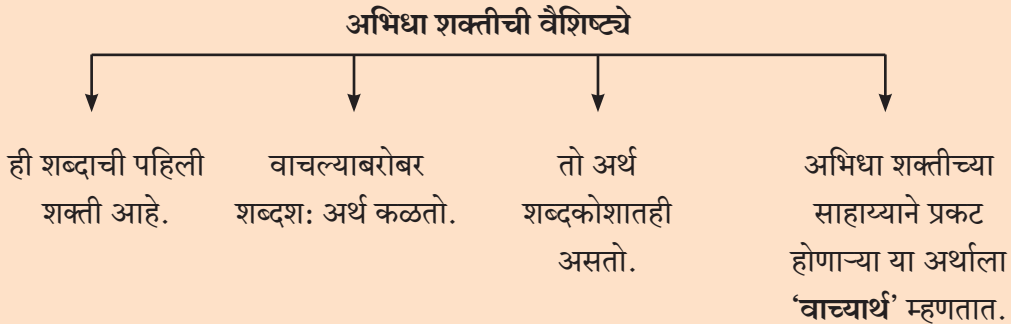 अभिधा शक्तीची वैशिष्ट्ये
ही शब्दाची पहिली
शक्ती आहे.
वाचल्याबरोबर
शब्दश: अर्थ कळतो.
तो अर्थ
शब्दकोशातही
असतो.
अभिधा शक्तीच्या
साहाय्याने प्रकट
होणाऱ्या या अर्थाला
‘वाच्यार्थ’ म्हणतात.